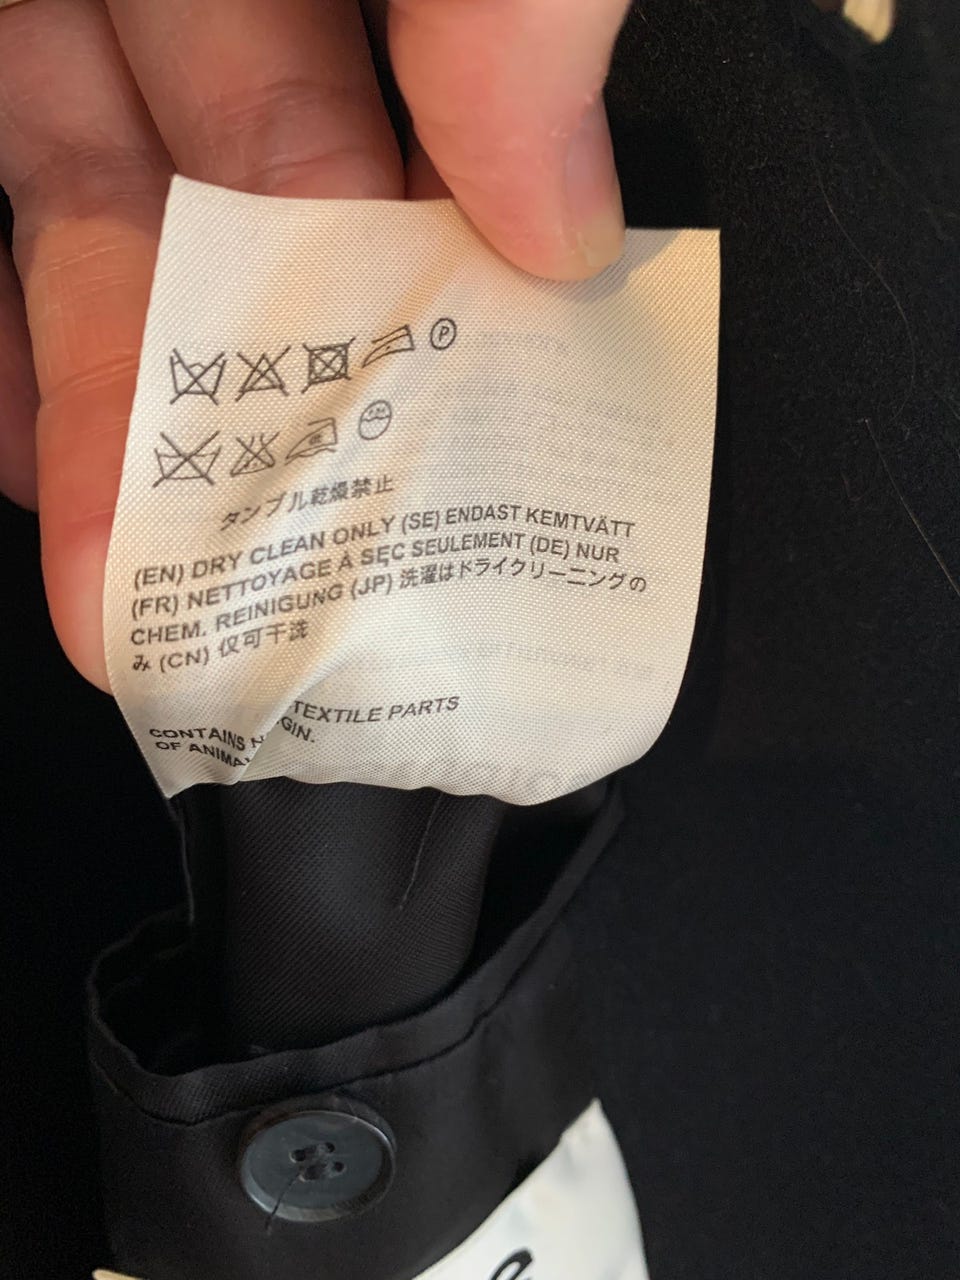 P
タンブル乾燥禁止
(EN) DRY CLEAN ONLY (SE) ENDAST KEMTVÄTT
(FR) NETTOYAGE À SEC SEULEMENT (DE) NUR
CHEM. REINIGUNG (JP) 洗濯はドライクリーニングの
み (CN) 仅可干洗
CONTAINS TEXTILE PARTS
OF
e